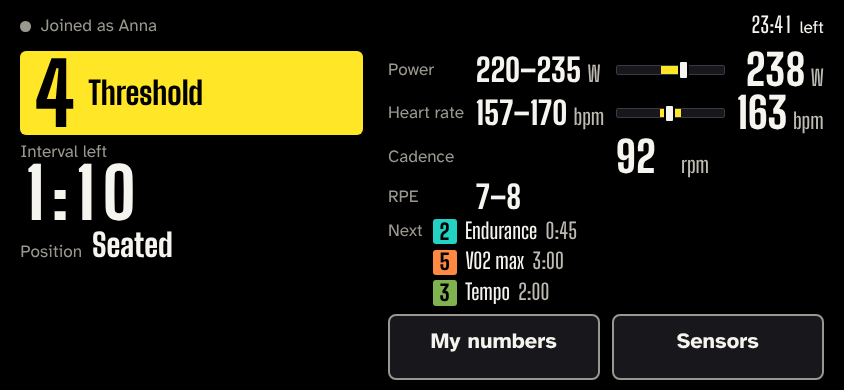 Joined as Anna
23:41 left
4 Threshold
Interval left
1:10
Position Seated
Power 220–235 W 238 W
Heart rate 157–170 bpm 163 bpm
Cadence 92 rpm
RPE 7–8
Next 2 Endurance 0:45
5 VO2 max 3:00
3 Tempo 2:00
My numbers
Sensors